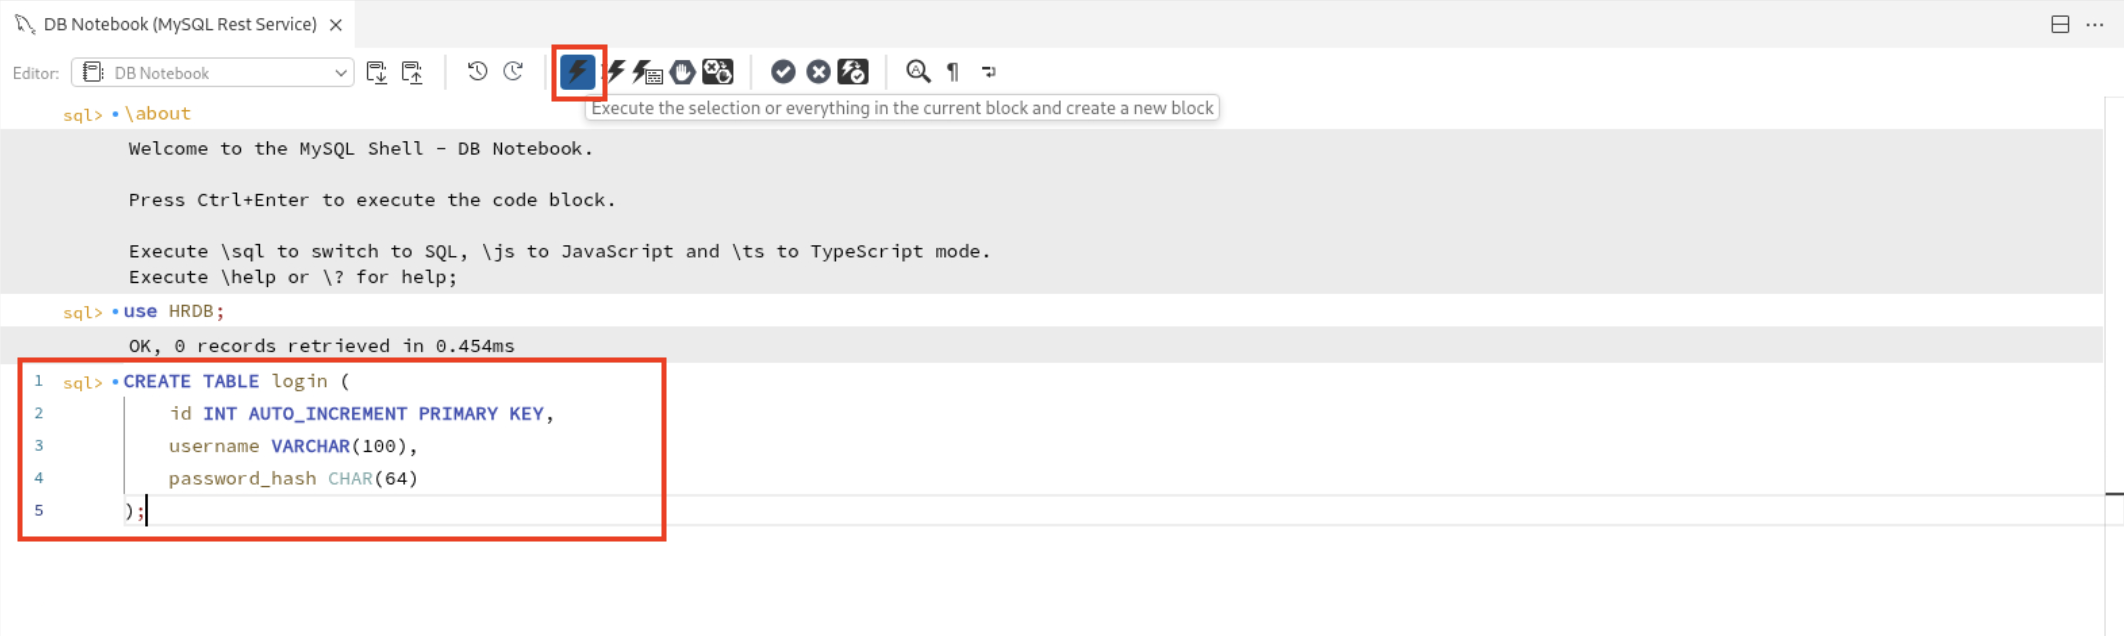 DB Notebook (MySQL Rest Service)
Editor: DB Notebook
Execute the selection or everything in the current block and create a new block
sql> \about
Welcome to the MySQL Shell - DB Notebook.
Press Ctrl+Enter to execute the code block.
Execute \sql to switch to SQL, \js to JavaScript and \ts to TypeScript mode.
Execute \help or \? for help;
sql> use HRDB;
OK, 0 records retrieved in 0.454ms
1 sql> CREATE TABLE login (
2 id INT AUTO_INCREMENT PRIMARY KEY,
3 username VARCHAR(100),
4 password_hash CHAR(64)
5 );